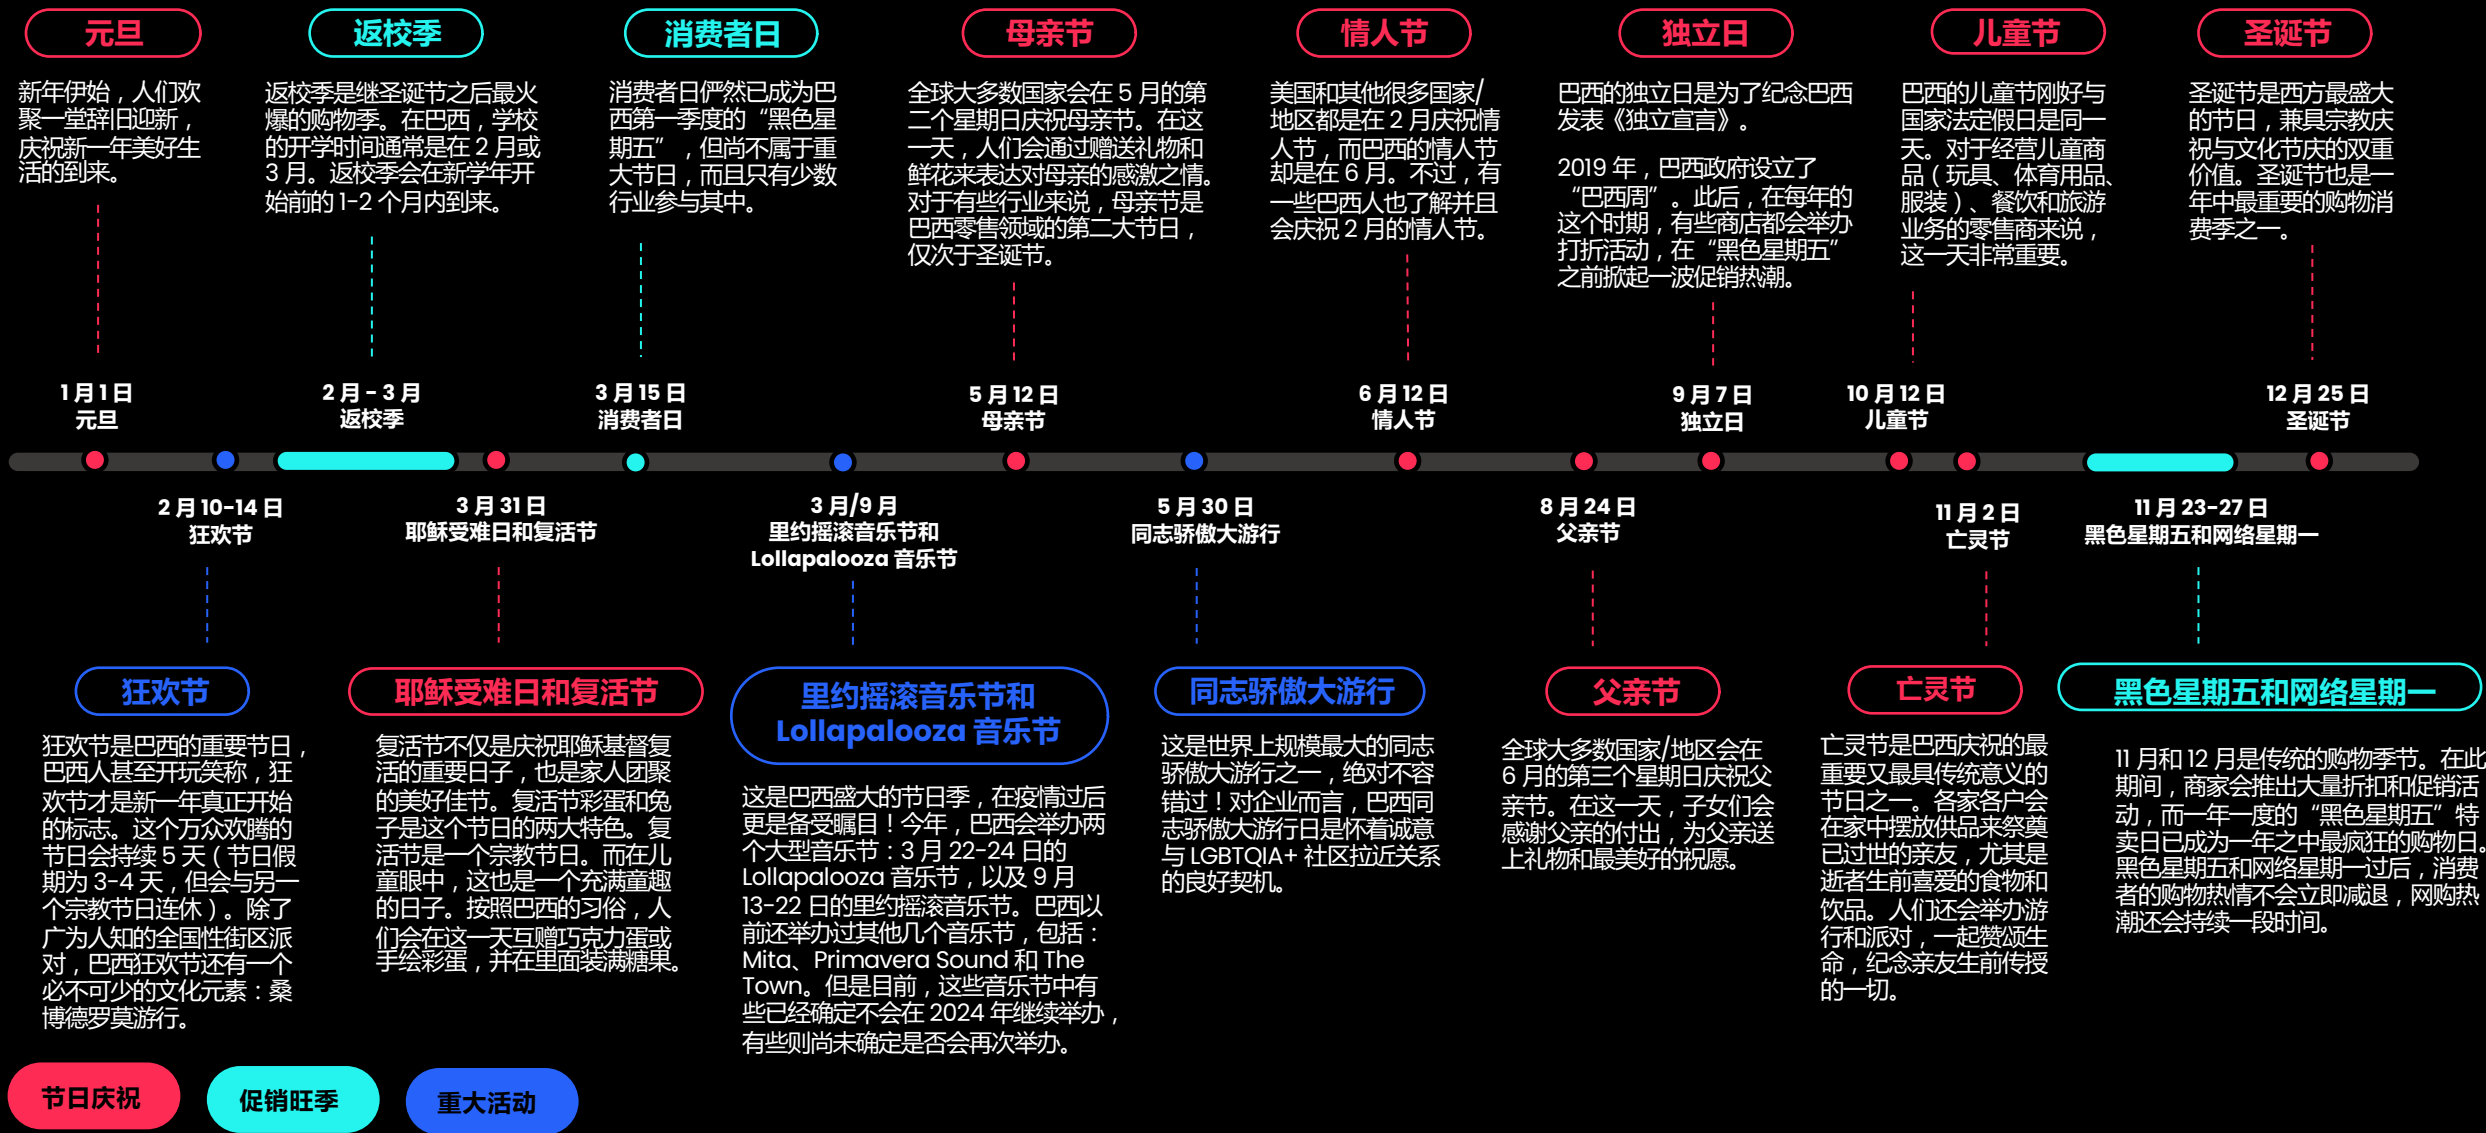 元旦
新年伊始，人们欢
聚一堂辞旧迎新，
庆祝新一年美好生
活的到来。
返校季
返校季是继圣诞节之后最火
爆的购物季。在巴西，学校
的开学时间通常是在 2 月或
3 月。返校季会在新学年开
始前的 1-2 个月内到来。
消费者日
消费者日俨然已成为巴
西第一季度的“黑色星
期五”，但尚不属于重
大节日，而且只有少数
行业参与其中。
母亲节
全球大多数国家会在 5 月的第
二个星期日庆祝母亲节。在这
一天，人们会通过赠送礼物和
鲜花来表达对母亲的感激之情。
对于有些行业来说，母亲节是
巴西零售领域的第二大节日，
仅次于圣诞节。
情人节
美国和其他很多国家/
地区都是在 2 月庆祝情
人节，而巴西的情人节
却是在 6 月。不过，有
一些巴西人也了解并且
会庆祝 2 月的情人节。
独立日
巴西的独立日是为了纪念巴西
发表《独立宣言》。
2019 年，巴西政府设立了
“巴西周”。此后，在每年的
这个时期，有些商店都会举办
打折活动，在“黑色星期五”
之前掀起一波促销热潮。
儿童节
巴西的儿童节刚好与
国家法定假日是同一
天。对于经营儿童商
品（玩具、体育用品、
服装）、餐饮和旅游
业务的零售商来说，
这一天非常重要。
圣诞节
圣诞节是西方最盛大
的节日，兼具宗教庆
祝与文化节庆的双重
价值。圣诞节也是一
年中最重要的购物消
费季之一。
1 月 1 日
元旦
2 月 - 3 月
返校季
3 月 15 日
消费者日
5 月 12 日
母亲节
6 月 12 日
情人节
9 月 7 日
独立日
10 月 12 日
儿童节
12 月 25 日
圣诞节
2 月 10-14 日
狂欢节
3 月 31 日
耶稣受难日和复活节
3 月/9 月
里约摇滚音乐节和
Lollapalooza 音乐节
5 月 30 日
同志骄傲大游行
8 月 24 日
父亲节
11 月 2 日
亡灵节
11 月 23-27 日
黑色星期五和网络星期一
狂欢节
狂欢节是巴西的重要节日，
巴西人甚至开玩笑称，狂
欢节才是新一年真正开始
的标志。这个万众欢腾的
节日会持续 5 天（节日假
期为 3-4 天，但会与另一
个宗教节日连休）。除了
广为人知的全国性街区派
对，巴西狂欢节还有一个
必不可少的文化元素：桑
博德罗莫游行。
耶稣受难日和复活节
复活节不仅是庆祝耶稣基督复
活的重要日子，也是家人团聚
的美好佳节。复活节彩蛋和兔
子是这个节日的两大特色。复
活节是一个宗教节日。而在儿
童眼中，这也是一个充满童趣
的日子。按照巴西的习俗，人
们会在这一天互赠巧克力蛋或
手绘彩蛋，并在里面装满糖果。
里约摇滚音乐节和
Lollapalooza 音乐节
这是巴西盛大的节日季，在疫情过后
更是备受瞩目！今年，巴西会举办两
个大型音乐节：3 月 22-24 日的
Lollapalooza 音乐节，以及 9 月
13-22 日的里约摇滚音乐节。巴西以
前还举办过其他几个音乐节，包括：
Mita、Primavera Sound 和 The
Town。但是目前，这些音乐节中有
些已经确定不会在 2024 年继续举办，
有些则尚未确定是否会再次举办。
同志骄傲大游行
这是世界上规模最大的同志
骄傲大游行之一，绝对不容
错过！对企业而言，巴西同
志骄傲大游行日是怀着诚意
与 LGBTQIA+ 社区拉近关系
的良好契机。
父亲节
全球大多数国家/地区会在
6 月的第三个星期日庆祝父
亲节。在这一天，子女们会
感谢父亲的付出，为父亲送
上礼物和最美好的祝愿。
亡灵节
亡灵节是巴西庆祝的最
重要又最具传统意义的
节日之一。各家各户会
在家中摆放供品来祭奠
已过世的亲友，尤其是
逝者生前喜爱的食物和
饮品。人们还会举办游
行和派对，一起赞颂生
命，纪念亲友生前传授
的一切。
黑色星期五和网络星期一
11 月和 12 月是传统的购物季节。在此
期间，商家会推出大量折扣和促销活
动，而一年一度的“黑色星期五”特
卖日已成为一年之中最疯狂的购物日。
黑色星期五和网络星期一过后，消费
者的购物热情不会立即减退，网购热
潮还会持续一段时间。
节日庆祝
促销旺季
重大活动